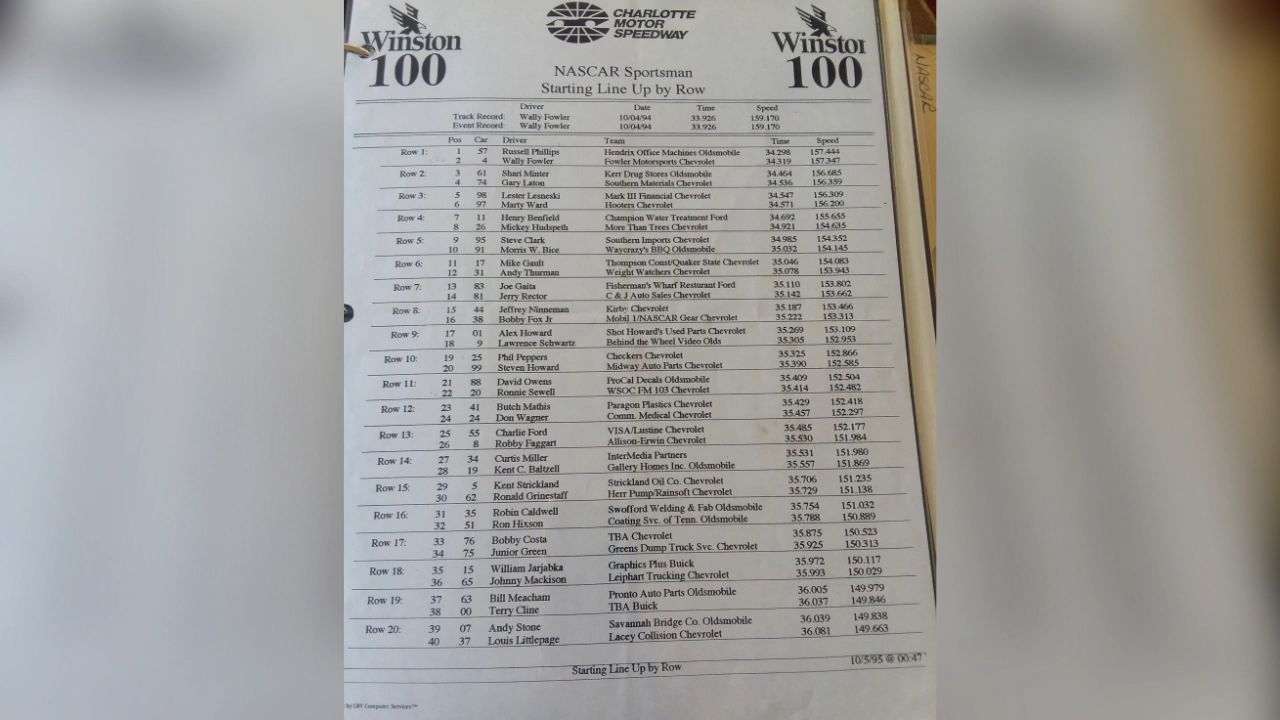 Winston 100
CHARLOTTE MOTOR SPEEDWAY
Winston 100
NASCAR Sportsman
Starting Line Up by Row
NASCAR
Driver Date Time Speed
Track Record: Wally Fowler 10/04/94 33.926 159.170
Event Record: Wally Fowler 10/04/94 33.926 159.170
Pos Car Driver Team Time Speed
Row 1: 1 57 Russell Phillips Hendrix Office Machines Oldsmobile 34.298 157.444
2 4 Wally Fowler Fowler Motorsports Chevrolet 34.319 157.347
Row 2: 3 61 Shari Minter Kerr Drug Stores Oldsmobile 34.464 156.685
4 74 Gary Laton Southern Materials Chevrolet 34.536 156.359
Row 3: 5 98 Lester Lesneski Mark III Financial Chevrolet 34.547 156.309
6 97 Marty Ward Hooters Chevrolet 34.571 156.200
Row 4: 7 11 Henry Benfield Champion Water Treatment Ford 34.692 155.655
8 26 Mickey Hudspeth More Than Trees Chevrolet 34.921 154.635
Row 5: 9 95 Steve Clark Southern Imports Chevrolet 34.985 154.352
10 91 Morris W. Bice Waycrazy's BBQ Oldsmobile 35.032 154.145
Row 6: 11 17 Mike Gault Thompson Const/Quaker State Chevrolet 35.046 154.083
12 31 Andy Thurman Weight Watchers Chevrolet 35.078 153.943
Row 7: 13 83 Joe Gaita Fisherman's Wharf Resturant Ford 35.110 153.802
14 81 Jerry Rector C & J Auto Sales Chevrolet 35.142 153.662
Row 8: 15 44 Jeffrey Ninneman Kirby Chevrolet 35.187 153.466
16 38 Bobby Fox Jr Mobil 1/NASCAR Gear Chevrolet 35.222 153.313
Row 9: 17 01 Alex Howard Shot Howard's Used Parts Chevrolet 35.269 153.109
18 9 Lawrence Schwartz Behind the Wheel Video Olds 35.305 152.953
Row 10: 19 25 Phil Peppers Checkers Chevrolet 35.325 152.866
20 99 Steven Howard Midway Auto Parts Chevrolet 35.390 152.585
Row 11: 21 88 David Owens ProCal Decals Oldsmobile 35.409 152.504
22 20 Ronnie Sewell WSOC FM 103 Chevrolet 35.414 152.482
Row 12: 23 41 Butch Mathis Paragon Plastics Chevrolet 35.429 152.418
24 24 Don Wagner Comm. Medical Chevrolet 35.457 152.297
Row 13: 25 55 Charlie Ford VISA/Lustine Chevrolet 35.485 152.177
26 8 Robby Faggart Allison-Erwin Chevrolet 35.530 151.984
Row 14: 27 34 Curtis Miller InterMedia Partners 35.531 151.980
28 19 Kent C. Baltzell Gallery Homes Inc. Oldsmobile 35.557 151.869
Row 15: 29 5 Kent Strickland Strickland Oil Co. Chevrolet 35.706 151.235
30 62 Ronald Grinestaff Herr Pump/Rainsoft Chevrolet 35.729 151.138
Row 16: 31 35 Robin Caldwell Swofford Welding & Fab Oldsmobile 35.754 151.032
32 51 Ron Hixson Coating Svc. of Tenn. Oldsmobile 35.788 150.889
Row 17: 33 76 Bobby Costa TBA Chevrolet 35.875 150.523
34 75 Junior Green Greens Dump Truck Svc. Chevrolet 35.925 150.313
Row 18: 35 15 William Jarjabka Graphics Plus Buick 35.972 150.117
36 65 Johnny Mackison Leiphart Trucking Chevrolet 35.993 150.029
Row 19: 37 63 Bill Meacham Pronto Auto Parts Oldsmobile 36.005 149.979
38 00 Terry Cline TBA Buick 36.037 149.846
Row 20: 39 07 Andy Stone Savannah Bridge Co. Oldsmobile 36.039 149.838
40 37 Louis Littlepage Lacey Collision Chevrolet 36.081 149.663
Starting Line Up by Row 10/5/95 @ 00:47
Computer Services